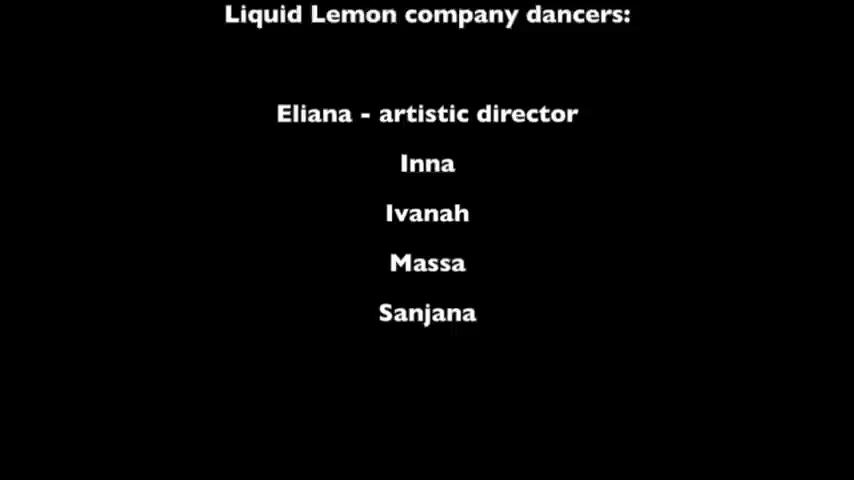 Liquid Lemon company dancers:
Eliana - artistic director
Inna
Ivanah
Massa
Sanjana